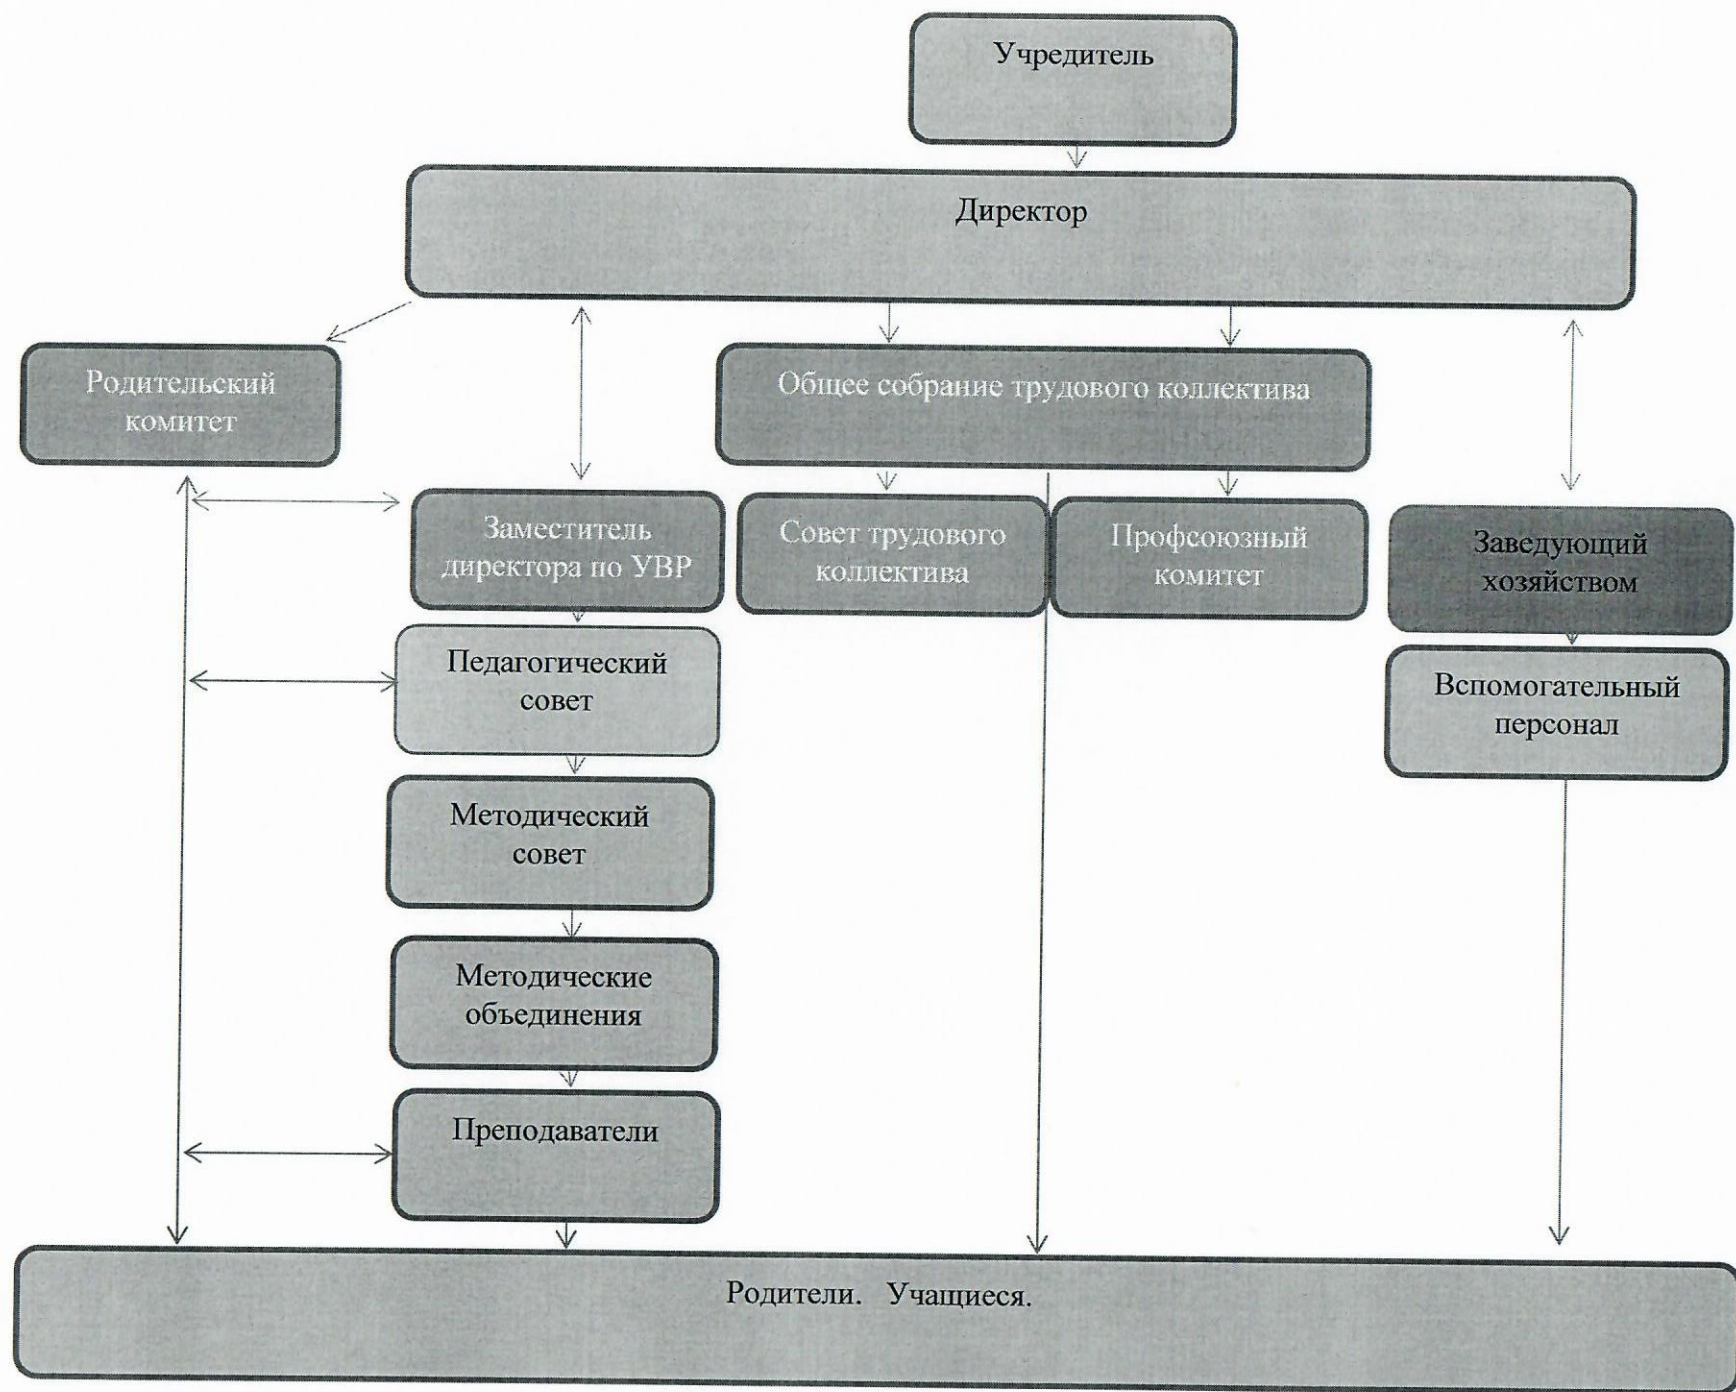 Учредитель
Директор
Родительский
комитет
Общее собрание трудового коллектива
Заместитель
директора по УВР
Совет трудового
коллектива
Профсоюзный
комитет
Заведующий
хозяйством
Педагогический
совет
Вспомогательный
персонал
Методический
совет
Методические
объединения
Преподаватели
Родители. Учащиеся.